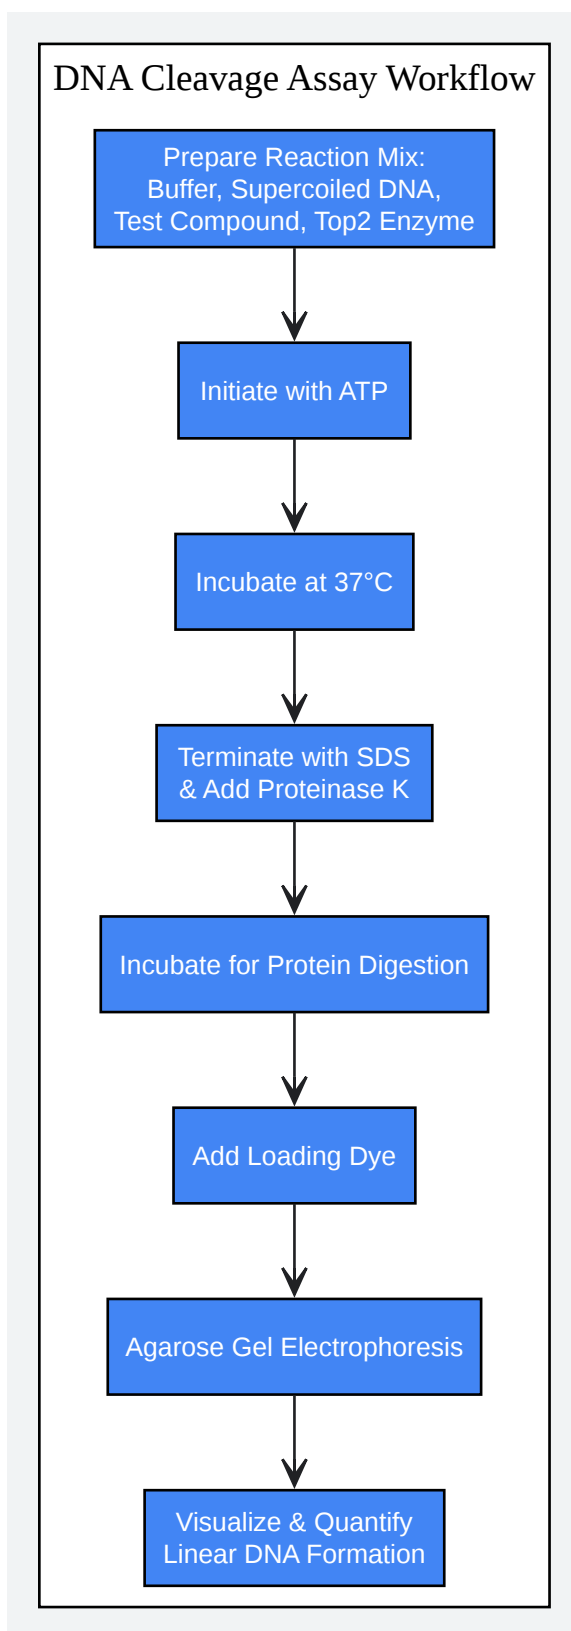 DNA Cleavage Assay Workflow
Prepare Reaction Mix:
Buffer, Supercoiled DNA,
Test Compound, Top2 Enzyme
Initiate with ATP
Incubate at 37°C
Terminate with SDS
& Add Proteinase K
Incubate for Protein Digestion
Add Loading Dye
Agarose Gel Electrophoresis
Visualize & Quantify
Linear DNA Formation